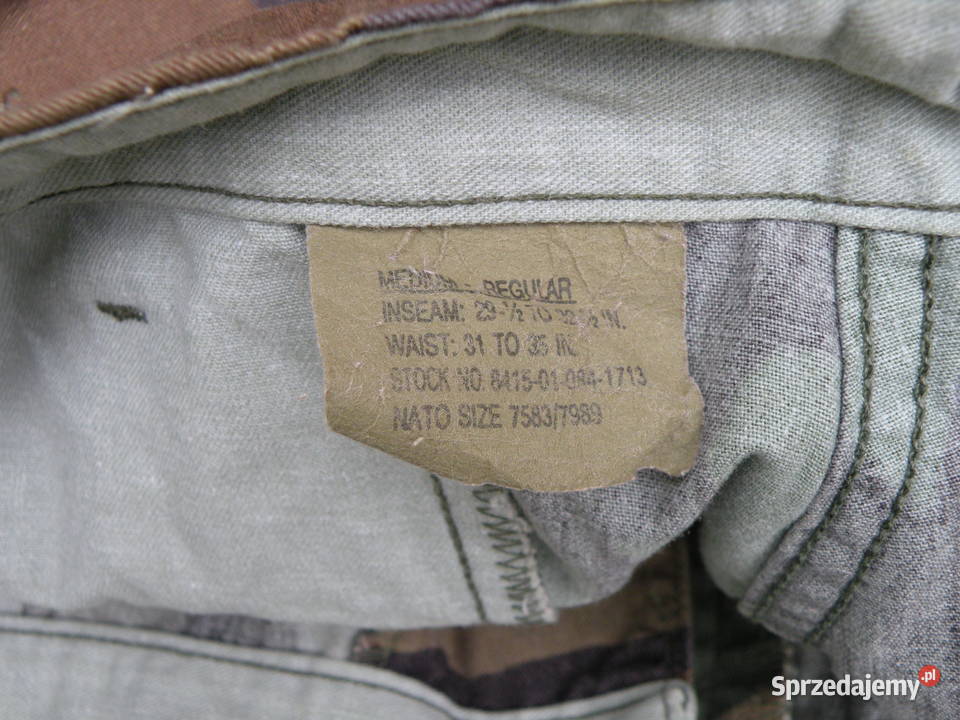 MEDIUM - REGULAR
INSEAM: 29-½ TO 32-½ IN.
WAIST: 31 TO 35 IN.
STOCK NO. 8415-01-084-1713
NATO SIZE 7583/7989
Sprzedajemy.pl